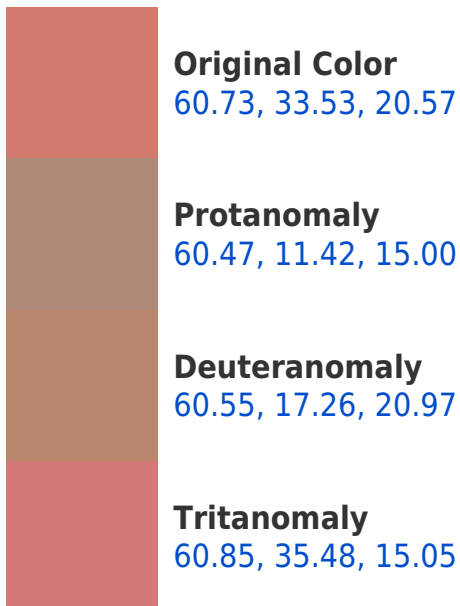 Original Color
60.73, 33.53, 20.57
Protanomaly
60.47, 11.42, 15.00
Deuteranomaly
60.55, 17.26, 20.97
Tritanomaly
60.85, 35.48, 15.05